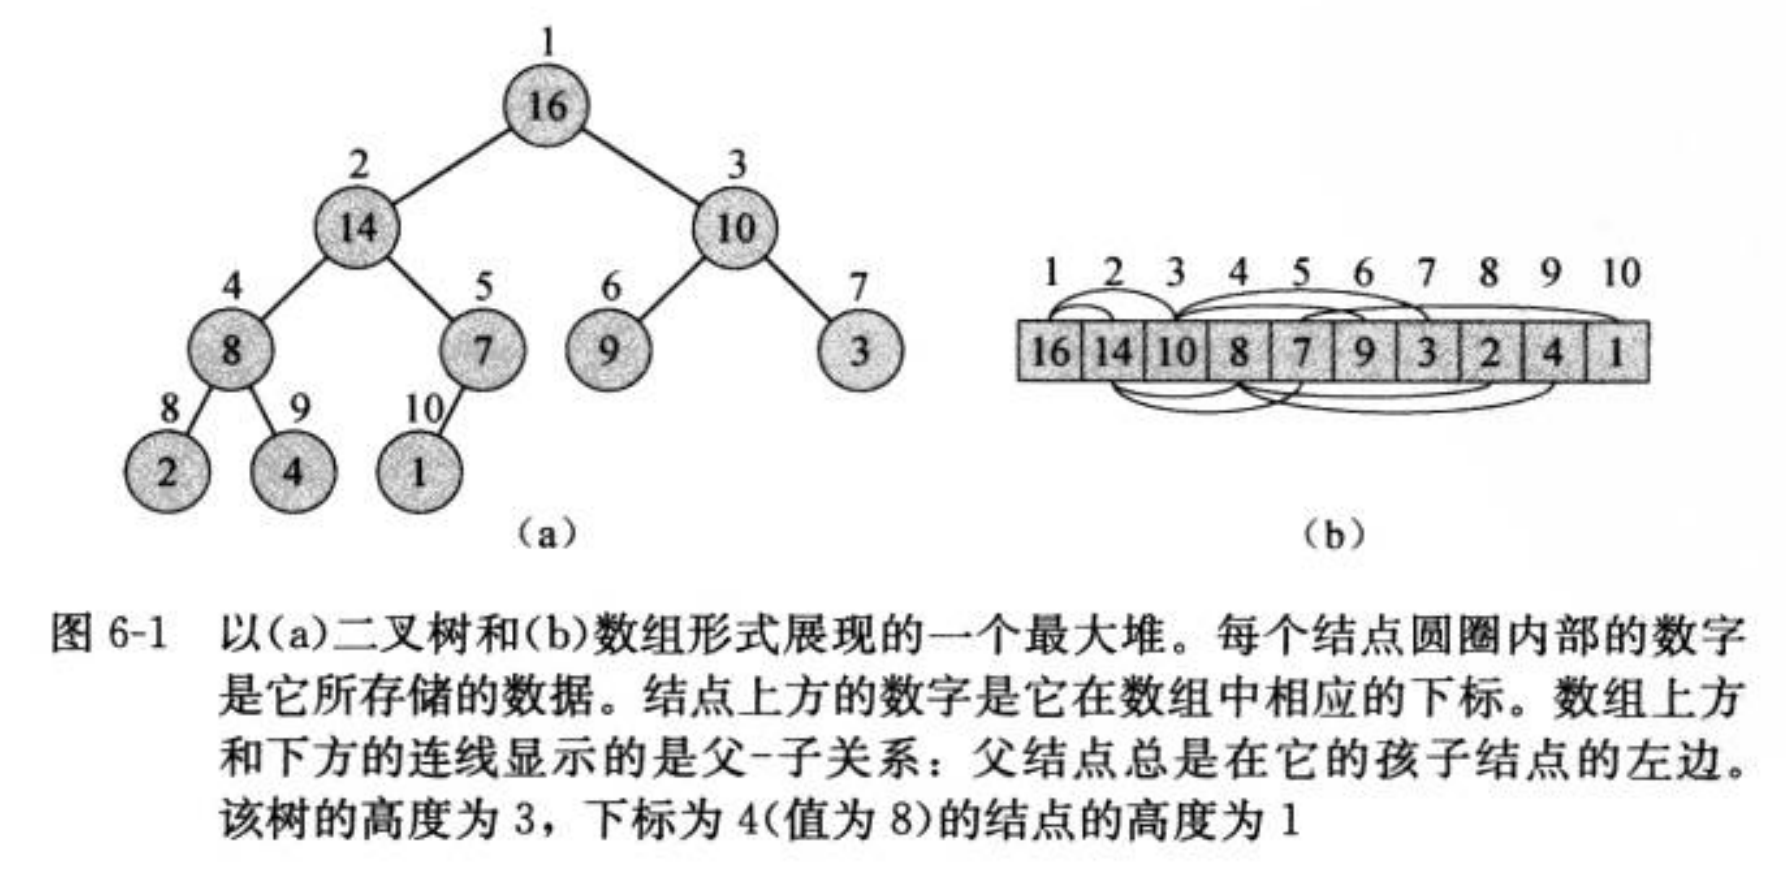 1
16
2 3
14 10
4 5 6 7
8 7 9 3
8 9 10
2 4 1
(a)
1 2 3 4 5 6 7 8 9 10
16 14 10 8 7 9 3 2 4 1
(b)
图 6-1 以(a)二叉树和(b)数组形式展现的一个最大堆。每个结点圆圈内部的数字
是它所存储的数据。结点上方的数字是它在数组中相应的下标。数组上方
和下方的连线显示的是父-子关系：父结点总是在它的孩子结点的左边。
该树的高度为 3，下标为 4(值为 8)的结点的高度为 1